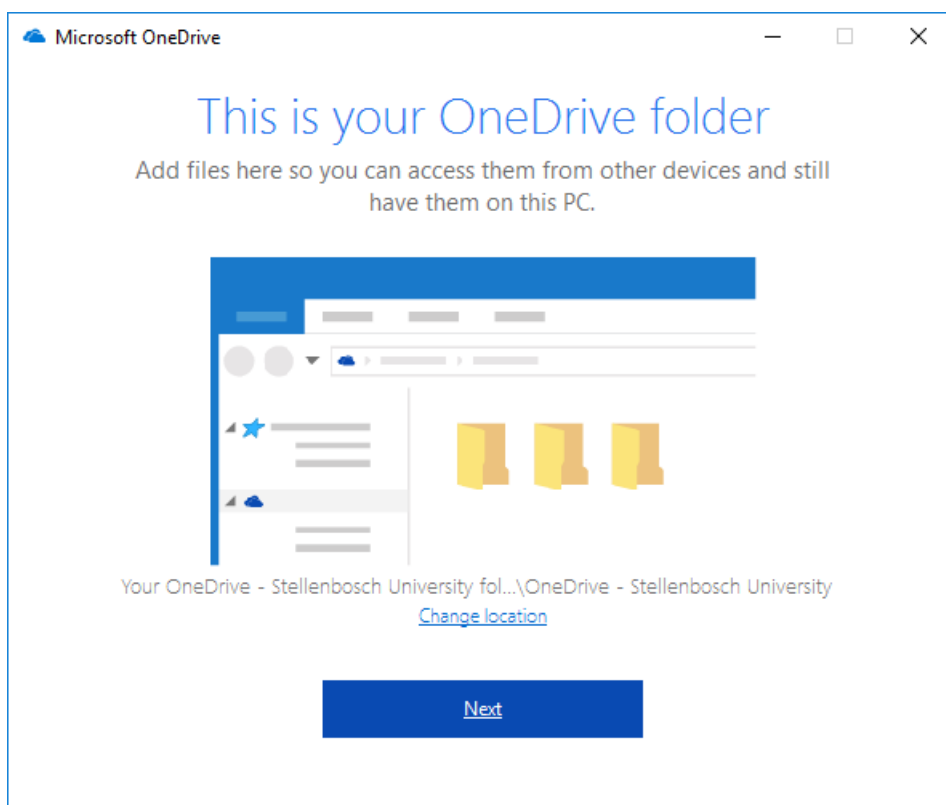 Microsoft OneDrive
This is your OneDrive folder
Add files here so you can access them from other devices and still
have them on this PC.
Your OneDrive - Stellenbosch University fol...\OneDrive - Stellenbosch University
Change location
Next